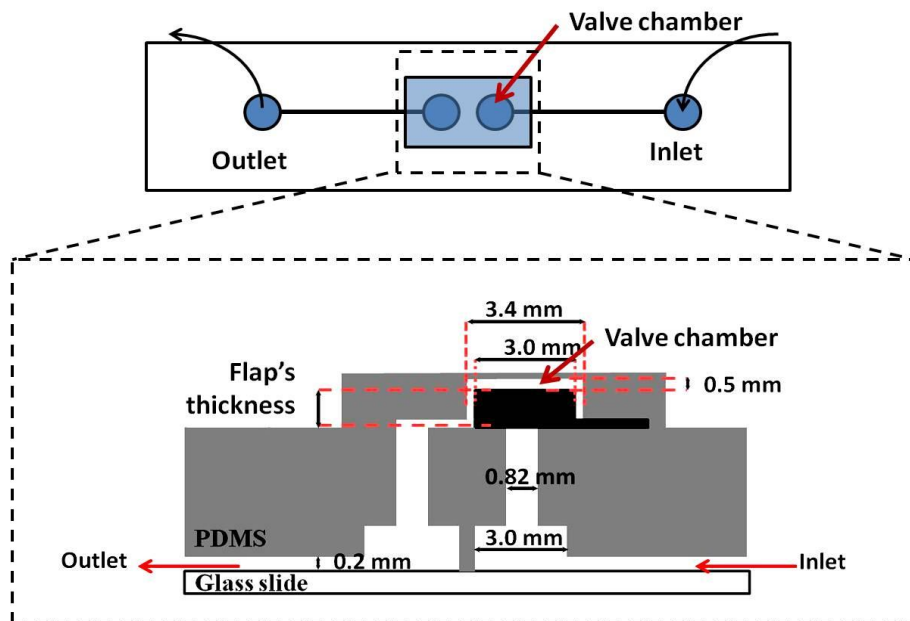 Valve chamber
Outlet
Inlet
3.4 mm
Valve chamber
3.0 mm
Flap's
thickness
0.5 mm
0.82 mm
PDMS
3.0 mm
Outlet
0.2 mm
Inlet
Glass slide